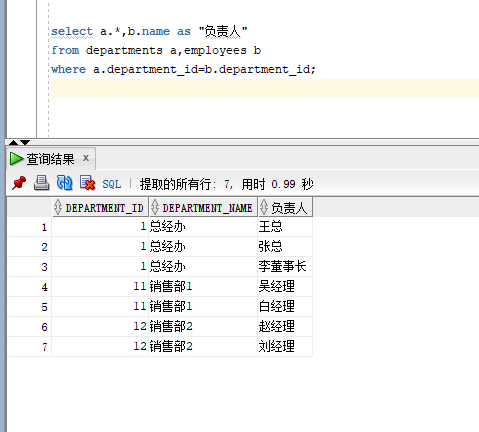 select a.*,b.name as "负责人"
from departments a,employees b
where a.department_id=b.department_id;
查询结果 x
SQL | 提取的所有行: 7, 用时 0.99 秒
DEPARTMENT_ID DEPARTMENT_NAME 负责人
1 1 总经办 王总
2 1 总经办 张总
3 1 总经办 李董事长
4 11 销售部1 吴经理
5 11 销售部1 白经理
6 12 销售部2 赵经理
7 12 销售部2 刘经理